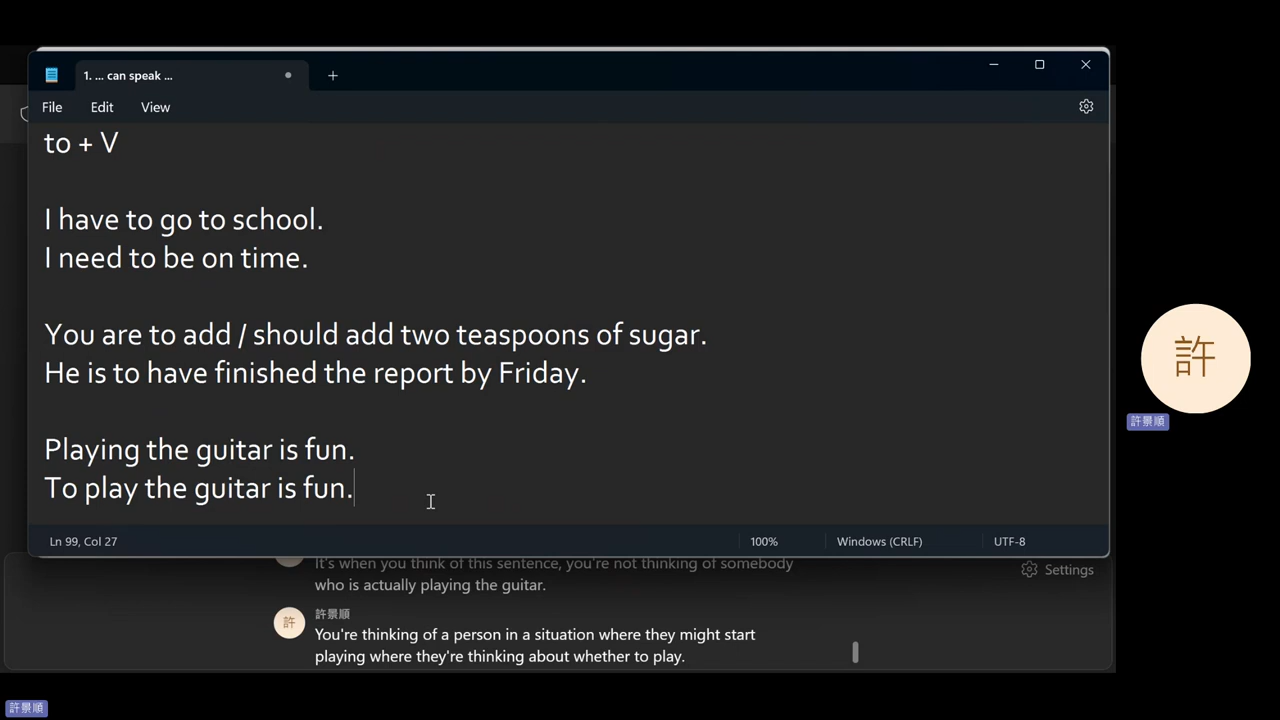 1. ... can speak ...
File Edit View
to + V
I have to go to school.
I need to be on time.
You are to add / should add two teaspoons of sugar.
He is to have finished the report by Friday.
Playing the guitar is fun.
To play the guitar is fun.
Ln 99, Col 27 100% Windows (CRLF) UTF-8
It's when you think of this sentence, you're not thinking of somebody
who is actually playing the guitar.
Settings
許景順
許
You're thinking of a person in a situation where they might start
playing where they're thinking about whether to play.
許
許景順
許景順